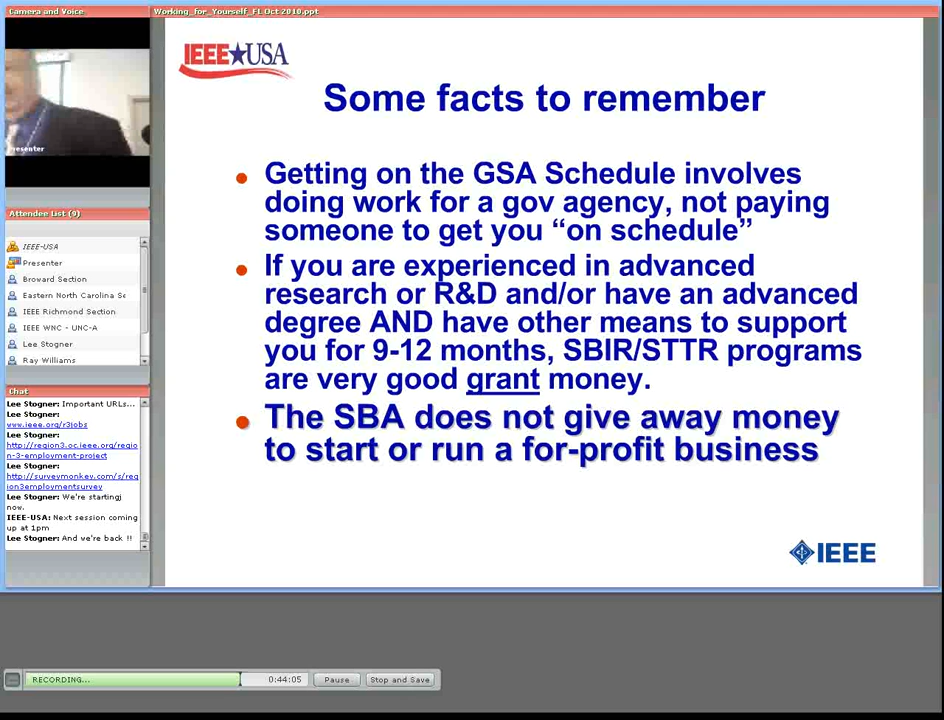 Camera and Voice
Working_for_Yourself_FL Oct 2010.ppt
Presenter
Attendee List (9)
IEEE-USA
Presenter
Broward Section
Eastern North Carolina Se
IEEE Richmond Section
IEEE WNC - UNC-A
Lee Stogner
Ray Williams
Chat
Lee Stogner: Important URLs...
Lee Stogner:
www.ieee.org/r3jobs
Lee Stogner:
http://region3.oc.ieee.org/regio
n-3-employment-project
Lee Stogner:
http://surveymonkey.com/s/reg
ion3employmentsurvey
Lee Stogner: We're startingj
now.
IEEE-USA: Next session coming
up at 1pm
Lee Stogner: And we're back !!
IEEE USA
Some facts to remember
Getting on the GSA Schedule involves
doing work for a gov agency, not paying
someone to get you “on schedule”
If you are experienced in advanced
research or R&D and/or have an advanced
degree AND have other means to support
you for 9-12 months, SBIR/STTR programs
are very good grant money.
The SBA does not give away money
to start or run a for-profit business
IEEE
RECORDING...
0:44:05
Pause
Stop and Save